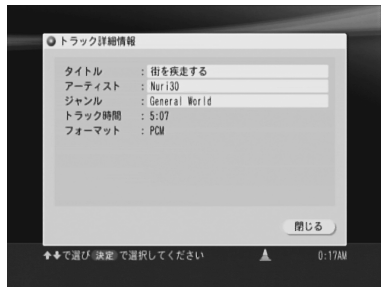 トラック詳細情報
タイトル : 街を疾走する
アーティスト : Nuri30
ジャンル : General World
トラック時間 : 5:07
フォーマット : PCM
閉じる
で選び 決定 で選択してください 0:17AM